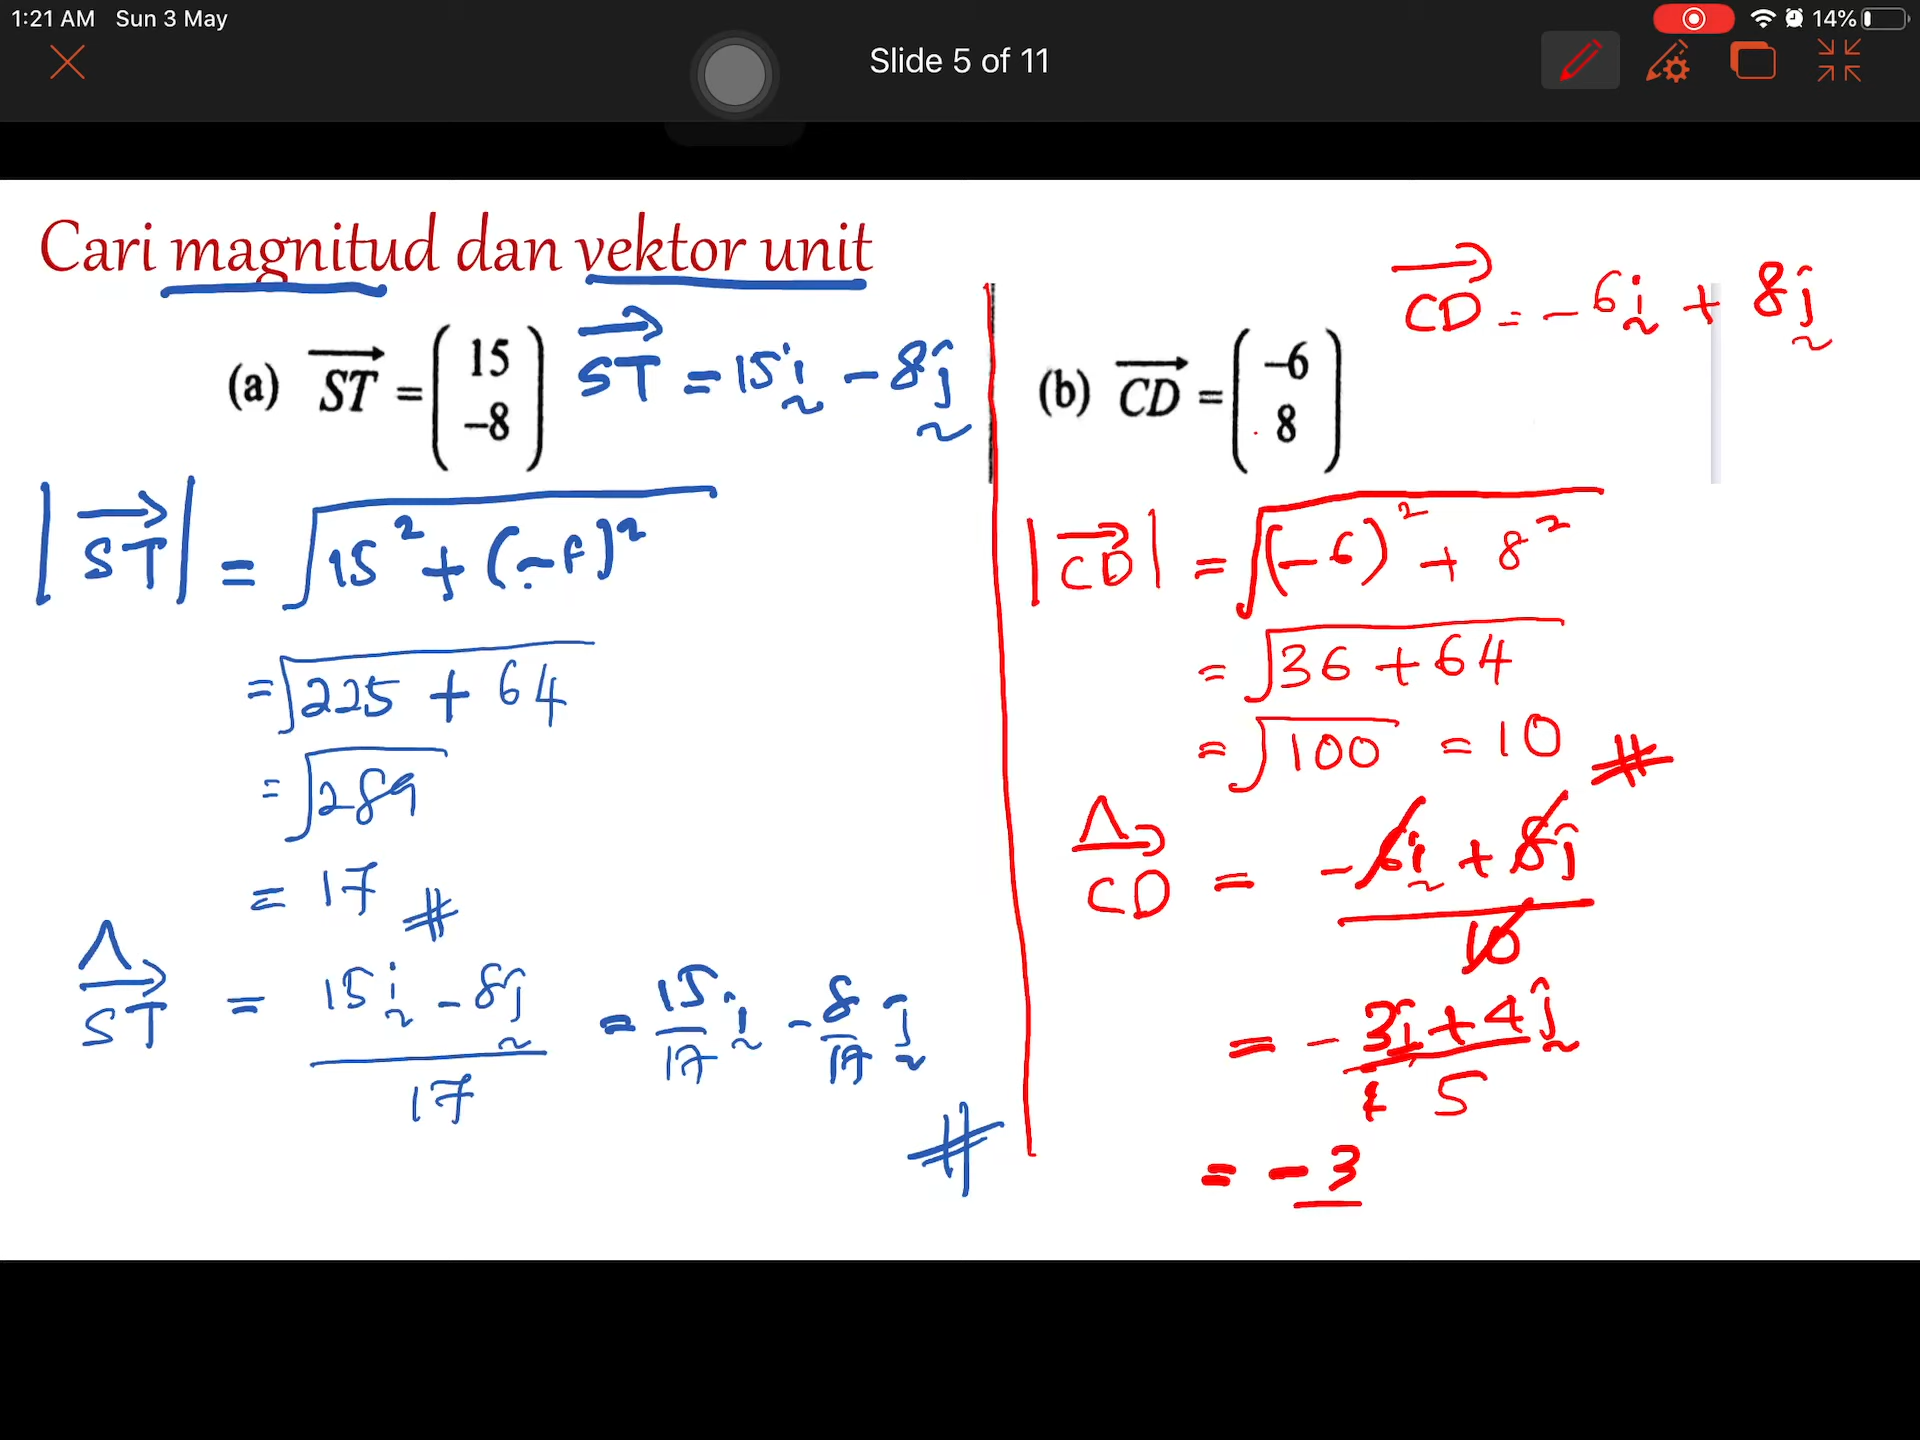 1:21 AM Sun 3 May
14%
Slide 5 of 11
Cari magnitud dan vektor unit
(a) ST = (15 −8)
ST = 15i − 8j
|ST| = √15² + (−8)²
= √225 + 64
= √289
= 17 #
ST = 15i − 8j / 17 = 15/17 i − 8/17 j
#
(b) CD = (−6 8)
CD = −6i + 8j
|CD| = √(−6)² + 8²
= √36 + 64
= √100 = 10 #
CD = −6i + 8j / 10
= −3i + 4j / 5
= −3